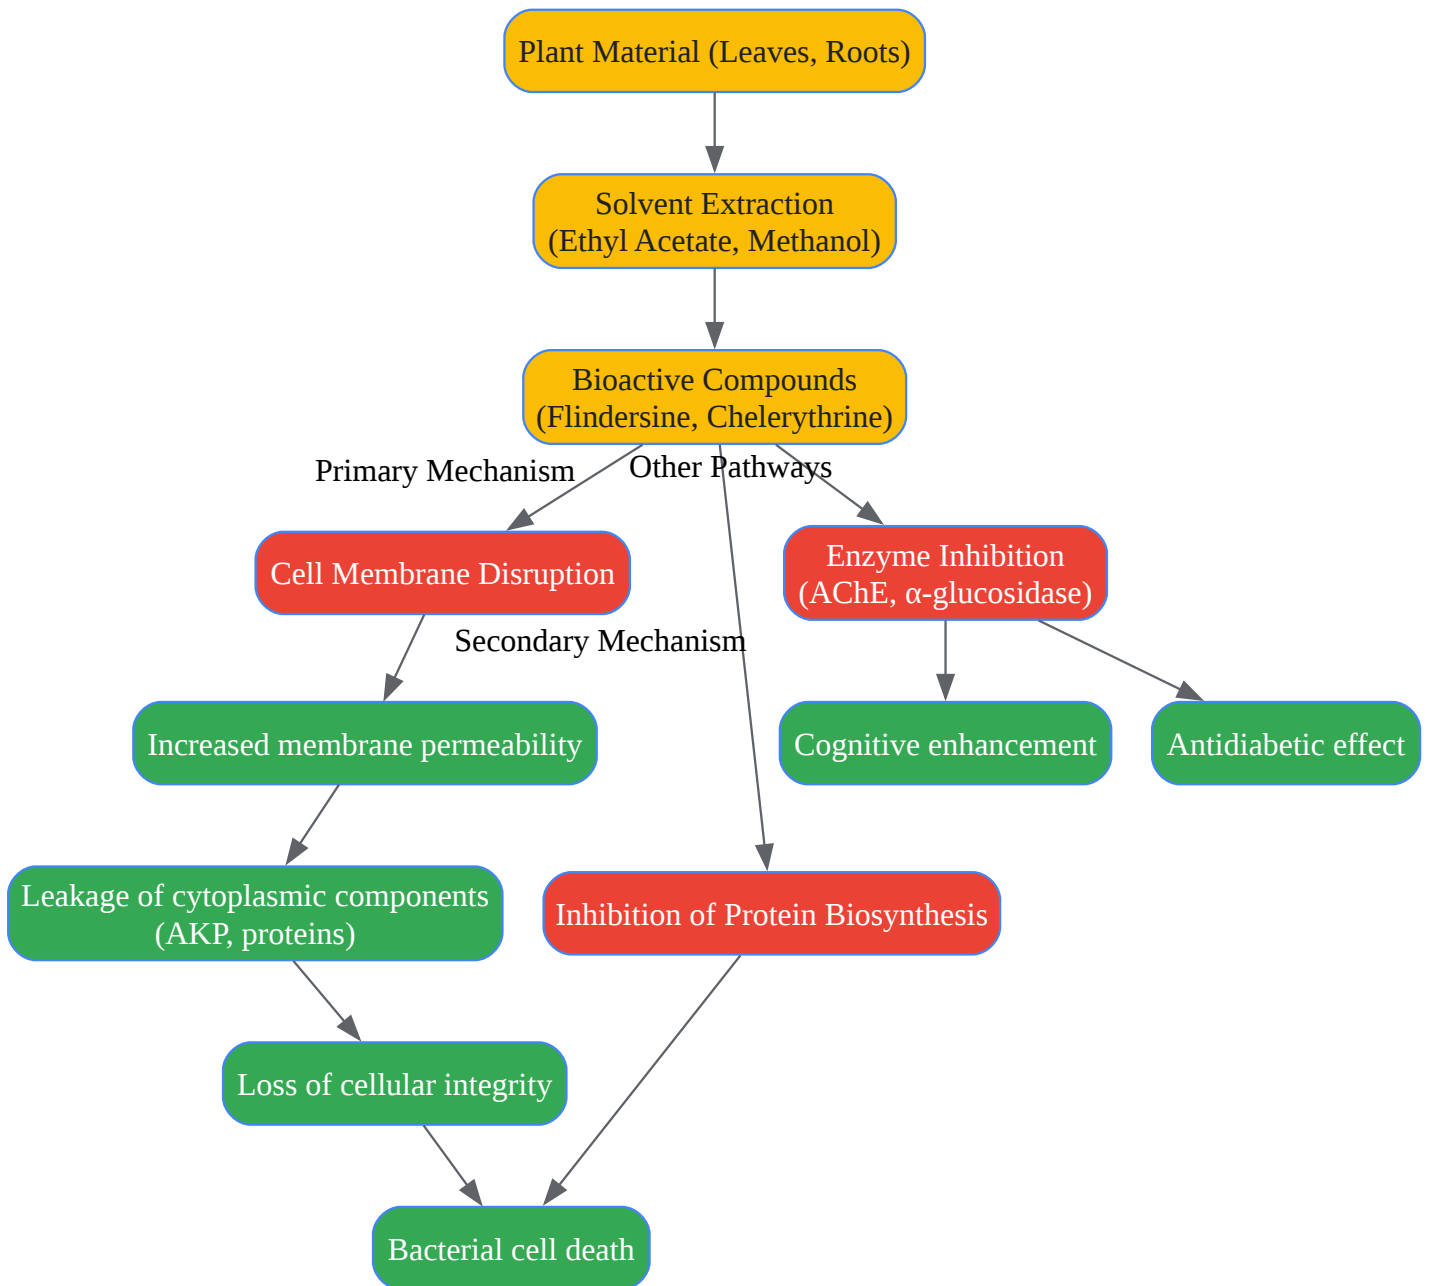 Plant Material (Leaves, Roots)
Solvent Extraction
(Ethyl Acetate, Methanol)
Bioactive Compounds
(Flindersine, Chelerythrine)
Primary Mechanism
Other Pathways
Cell Membrane Disruption
Enzyme Inhibition
(AChE, α-glucosidase)
Secondary Mechanism
Increased membrane permeability
Cognitive enhancement
Antidiabetic effect
Leakage of cytoplasmic components
(AKP, proteins)
Inhibition of Protein Biosynthesis
Loss of cellular integrity
Bacterial cell death